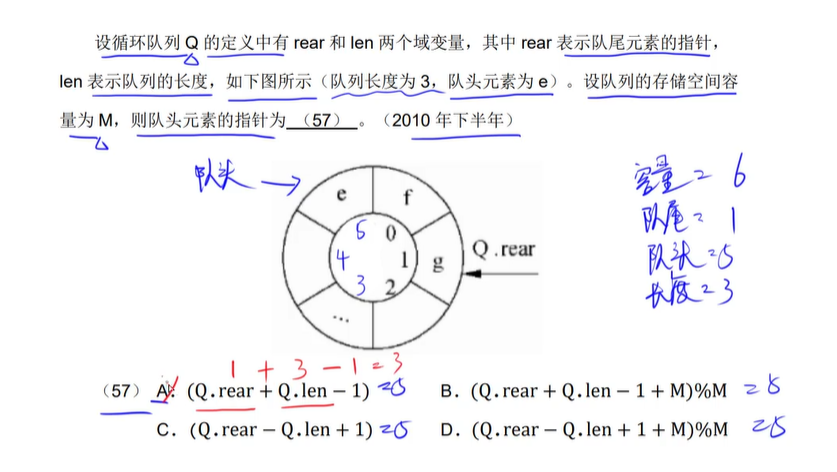 设循环队列 Q 的定义中有 rear 和 len 两个域变量，其中 rear 表示队尾元素的指针，
len 表示队列的长度，如下图所示（队列长度为 3，队头元素为 e）。设队列的存储空间容
量为 M，则队头元素的指针为 （57） 。（2010 年下半年）
队头
e f
容量 = 6
5 0
队尾 = 1
4 1 g Q.rear
队头 = 5
3 2
长度 = 3
...
1 + 3 - 1 = 3
（57） A. (Q.rear + Q.len − 1) =5 B. (Q.rear + Q.len − 1 + M)%M =5
C. (Q.rear − Q.len + 1) =5 D. (Q.rear − Q.len + 1 + M)%M =5